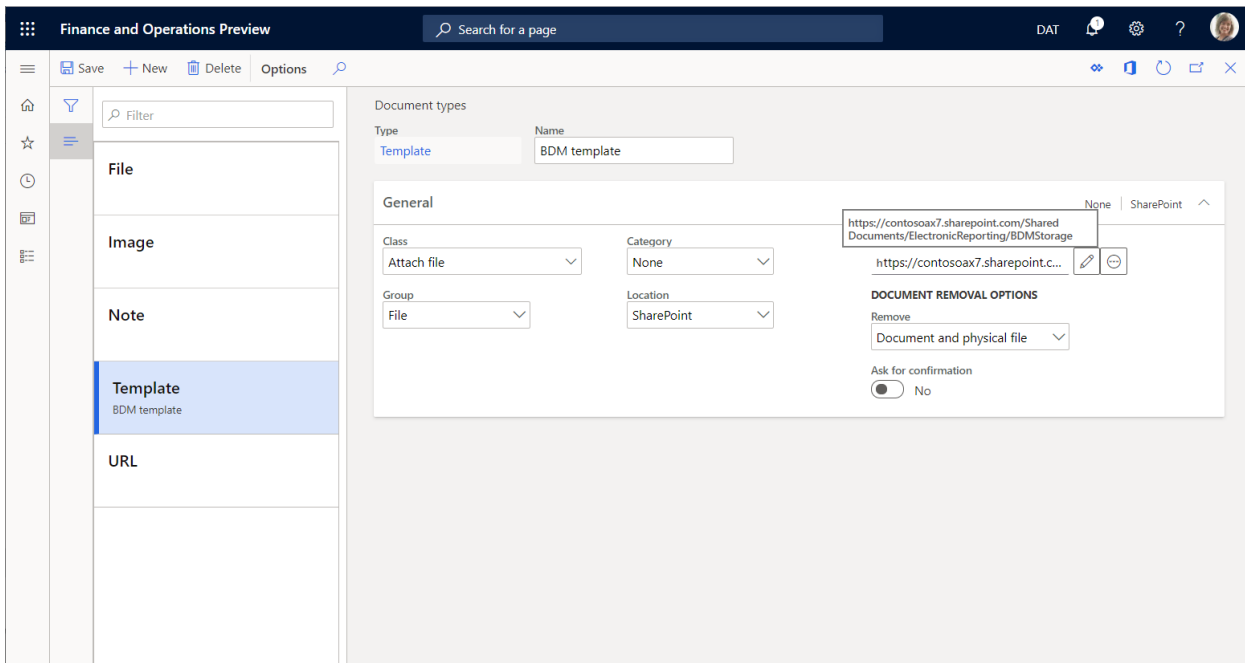 Finance and Operations Preview
Search for a page
DAT
1
?
Save
New
Delete
Options
Filter
File
Image
Note
Template
BDM template
URL
Document types
Type
Name
Template
BDM template
General
None
SharePoint
https://contosoax7.sharepoint.com/Shared
Documents/ElectronicReporting/BDMStorage
Class
Category
Attach file
None
https://contosoax7.sharepoint.c...
Group
Location
File
SharePoint
DOCUMENT REMOVAL OPTIONS
Remove
Document and physical file
Ask for confirmation
No